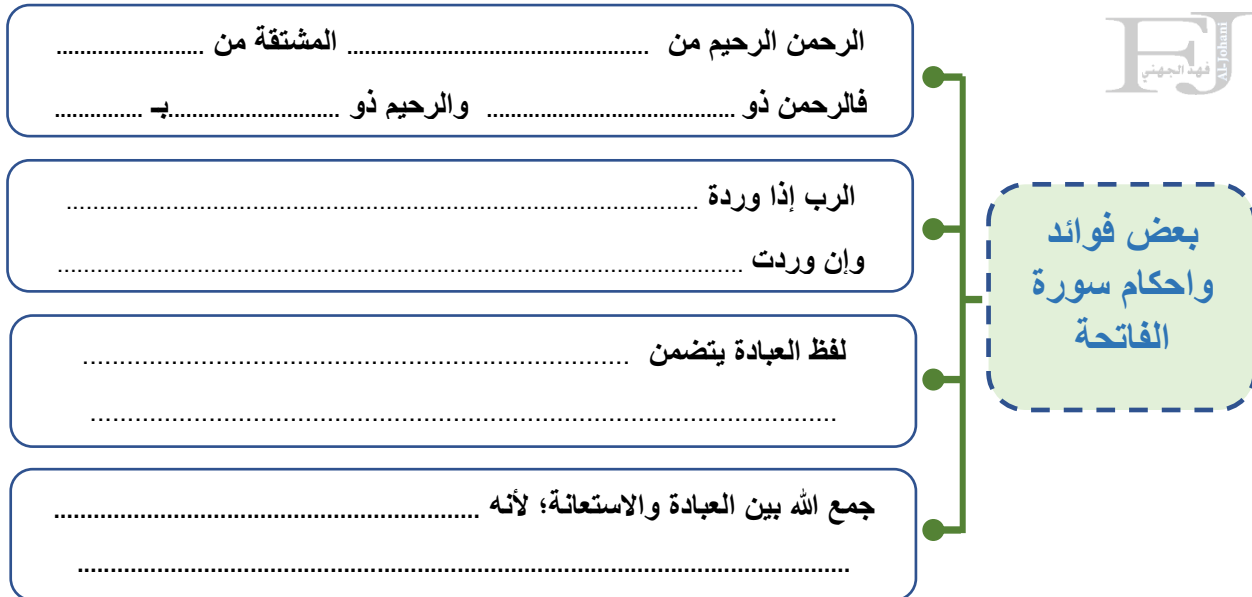 الرحمن الرحيم من ................................ المشتقة من ................
فالرحمن ذو ................................ والرحيم ذو ................بـ ................
الرب إذا وردة ................................
وإن وردت ................................
لفظ العبادة يتضمن ................................
................................
جمع الله بين العبادة والاستعانة؛ لأنه ................................
................................
بعض فوائد
واحكام سورة
الفاتحة
FJ
فهد الجهني
Al-Johani